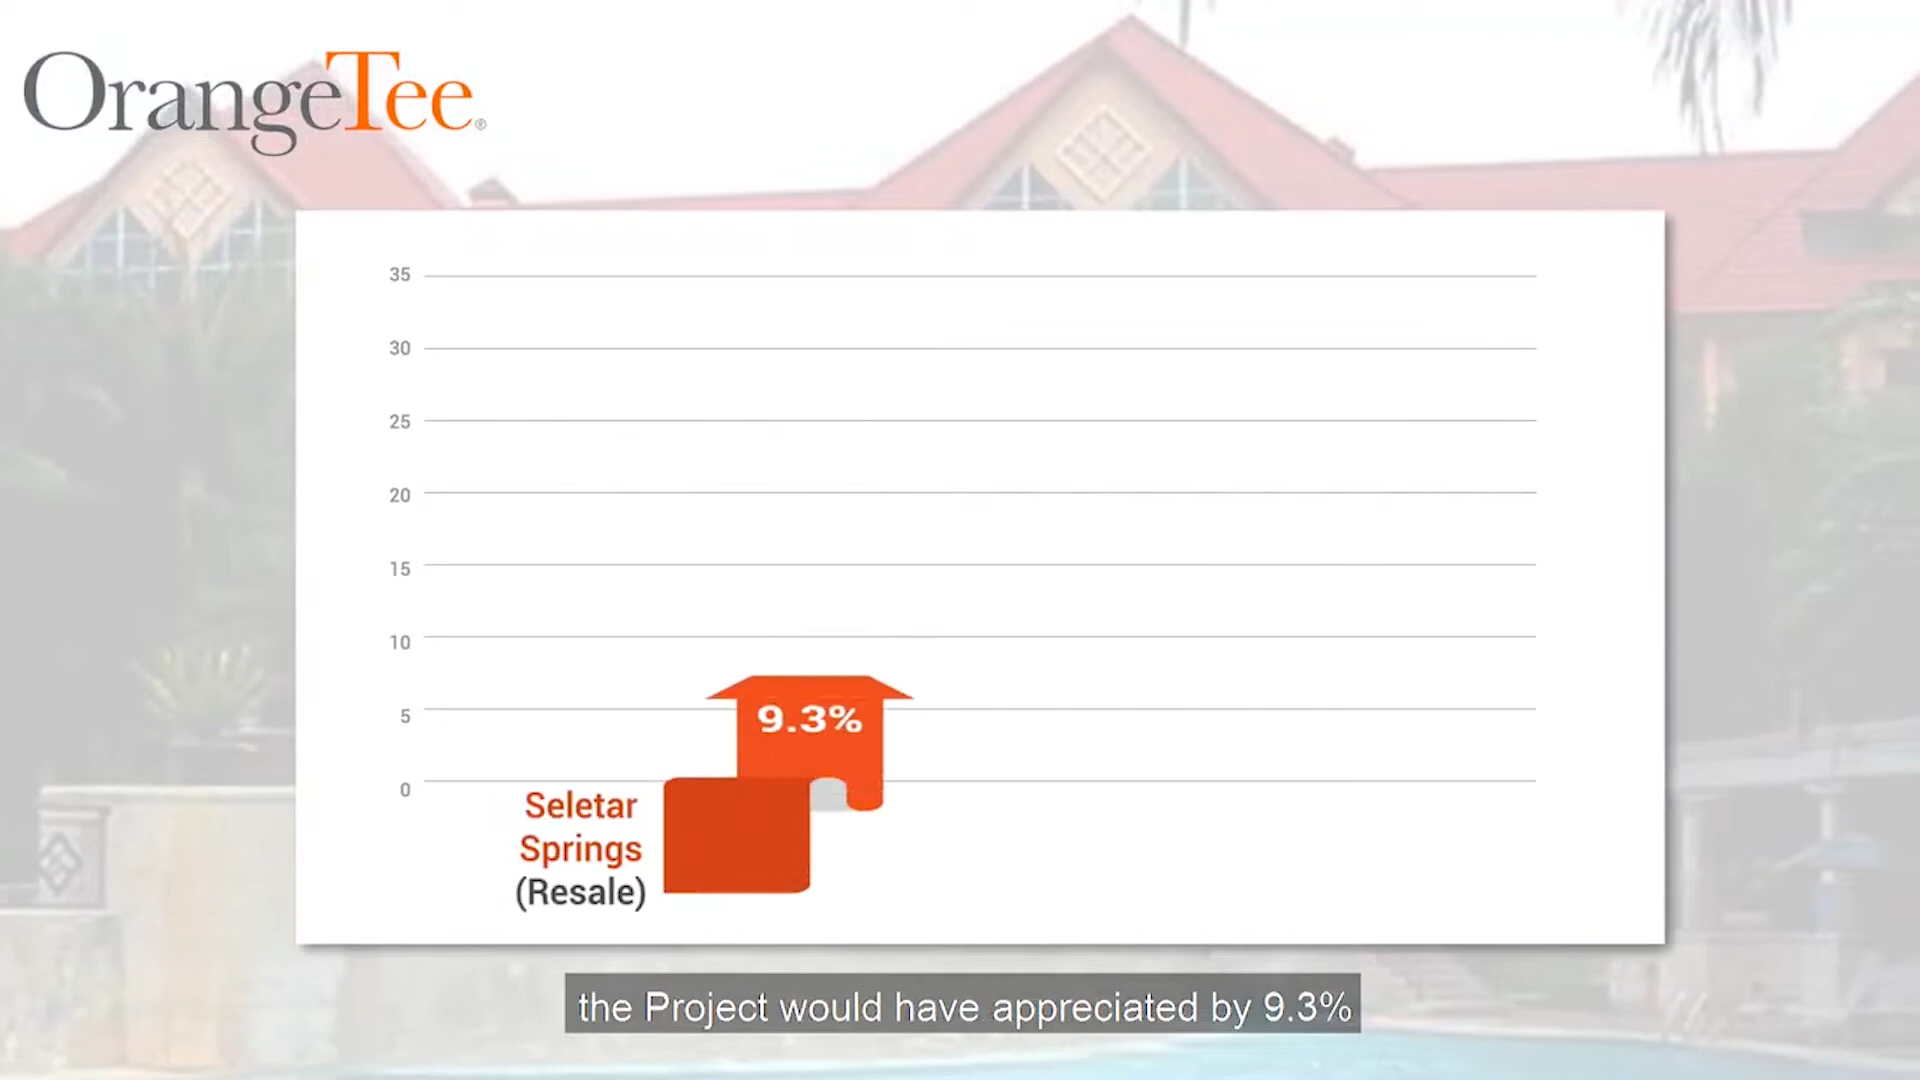 OrangeTee®
35
30
25
20
15
10
5
0
9.3%
Seletar
Springs
(Resale)
the Project would have appreciated by 9.3%